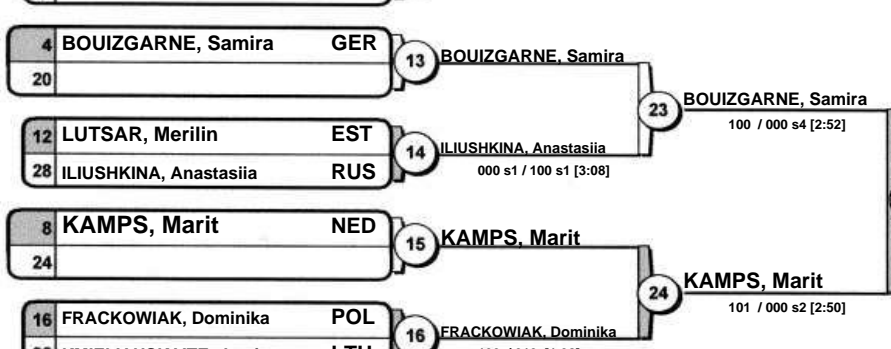 4 BOUIZGARNE, Samira GER
20
13 BOUIZGARNE, Samira
23 BOUIZGARNE, Samira
100 / 000 s4 [2:52]
12 LUTSAR, Merilin EST
28 ILIUSHKINA, Anastasiia RUS
14 ILIUSHKINA, Anastasiia
000 s1 / 100 s1 [3:08]
8 KAMPS, Marit NED
24
15 KAMPS, Marit
24 KAMPS, Marit
101 / 000 s2 [2:50]
16 FRACKOWIAK, Dominika POL
LTU
16 FRACKOWIAK, Dominika